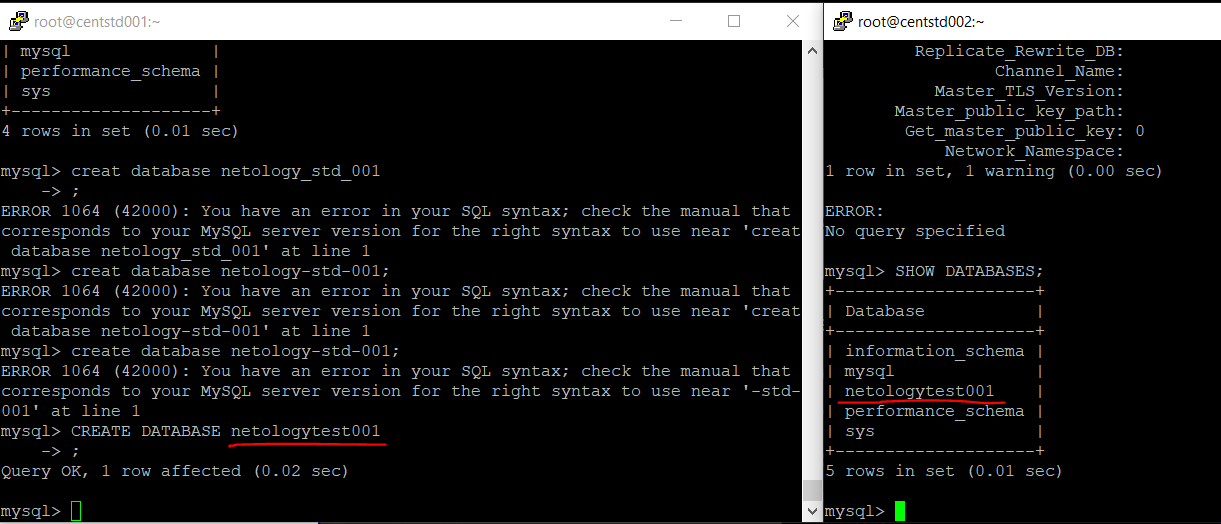 root@centstd001:~
| mysql              |
| performance_schema |
| sys                |
+--------------------+
4 rows in set (0.01 sec)
mysql> creat database netology_std_001
    -> ;
ERROR 1064 (42000): You have an error in your SQL syntax; check the manual that
corresponds to your MySQL server version for the right syntax to use near 'creat
 database netology_std_001' at line 1
mysql> creat database netology-std-001;
ERROR 1064 (42000): You have an error in your SQL syntax; check the manual that
corresponds to your MySQL server version for the right syntax to use near 'creat
 database netology-std-001' at line 1
mysql> create database netology-std-001;
ERROR 1064 (42000): You have an error in your SQL syntax; check the manual that
corresponds to your MySQL server version for the right syntax to use near '-std-
001' at line 1
mysql> CREATE DATABASE netologytest001
    -> ;
Query OK, 1 row affected (0.02 sec)
mysql>
root@centstd002:~
         Replicate_Rewrite_DB:
                 Channel_Name:
           Master_TLS_Version:
       Master_public_key_path:
        Get_master_public_key: 0
            Network_Namespace:
1 row in set, 1 warning (0.00 sec)
ERROR:
No query specified
mysql> SHOW DATABASES;
+--------------------+
| Database           |
+--------------------+
| information_schema |
| mysql              |
| netologytest001    |
| performance_schema |
| sys                |
+--------------------+
5 rows in set (0.01 sec)
mysql>